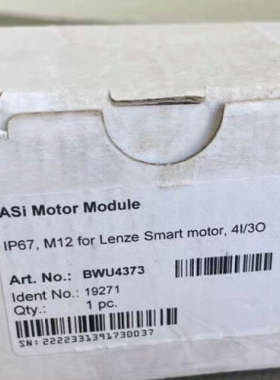 ASi Motor Module
IP67, M12 for Lenze Smart motor, 4I/3O
Art. No.: BWU4373
Ident No.: 19271
Qty.: 1 pc.
SN: 2222331391730037